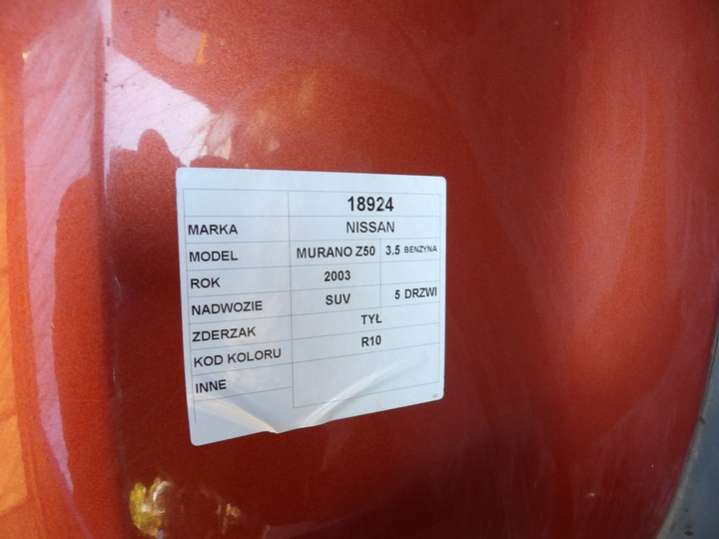 18924
MARKA NISSAN
MODEL MURANO Z50 3.5 BENZYNA
ROK 2003
NADWOZIE SUV 5 DRZWI
ZDERZAK TYŁ
KOD KOLORU R10
INNE